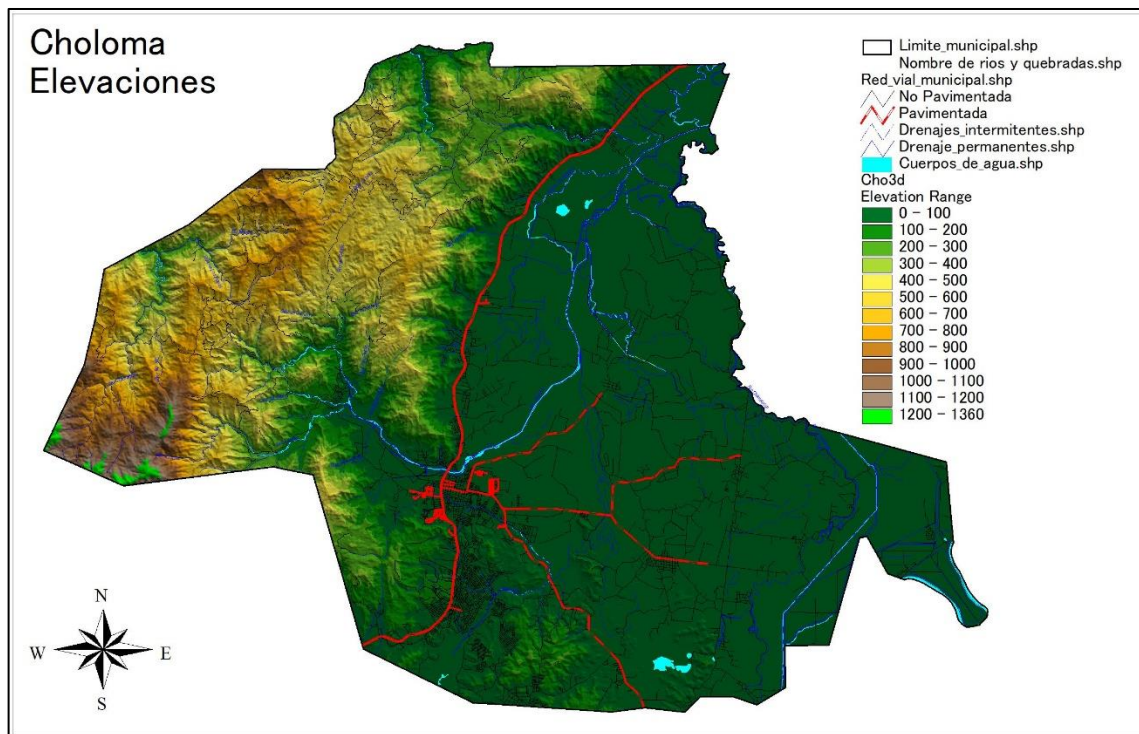 Choloma
Elevaciones
Limite_municipal.shp
Nombre de rios y quebradas.shp
Red_vial_municipal.shp
No Pavimentada
Pavimentada
Drenajes_intermitentes.shp
Drenaje_permanentes.shp
Cuerpos_de_agua.shp
Cho3d
Elevation Range
0 - 100
100 - 200
200 - 300
300 - 400
400 - 500
500 - 600
600 - 700
700 - 800
800 - 900
900 - 1000
1000 - 1100
1100 - 1200
1200 - 1360
N
W E
S